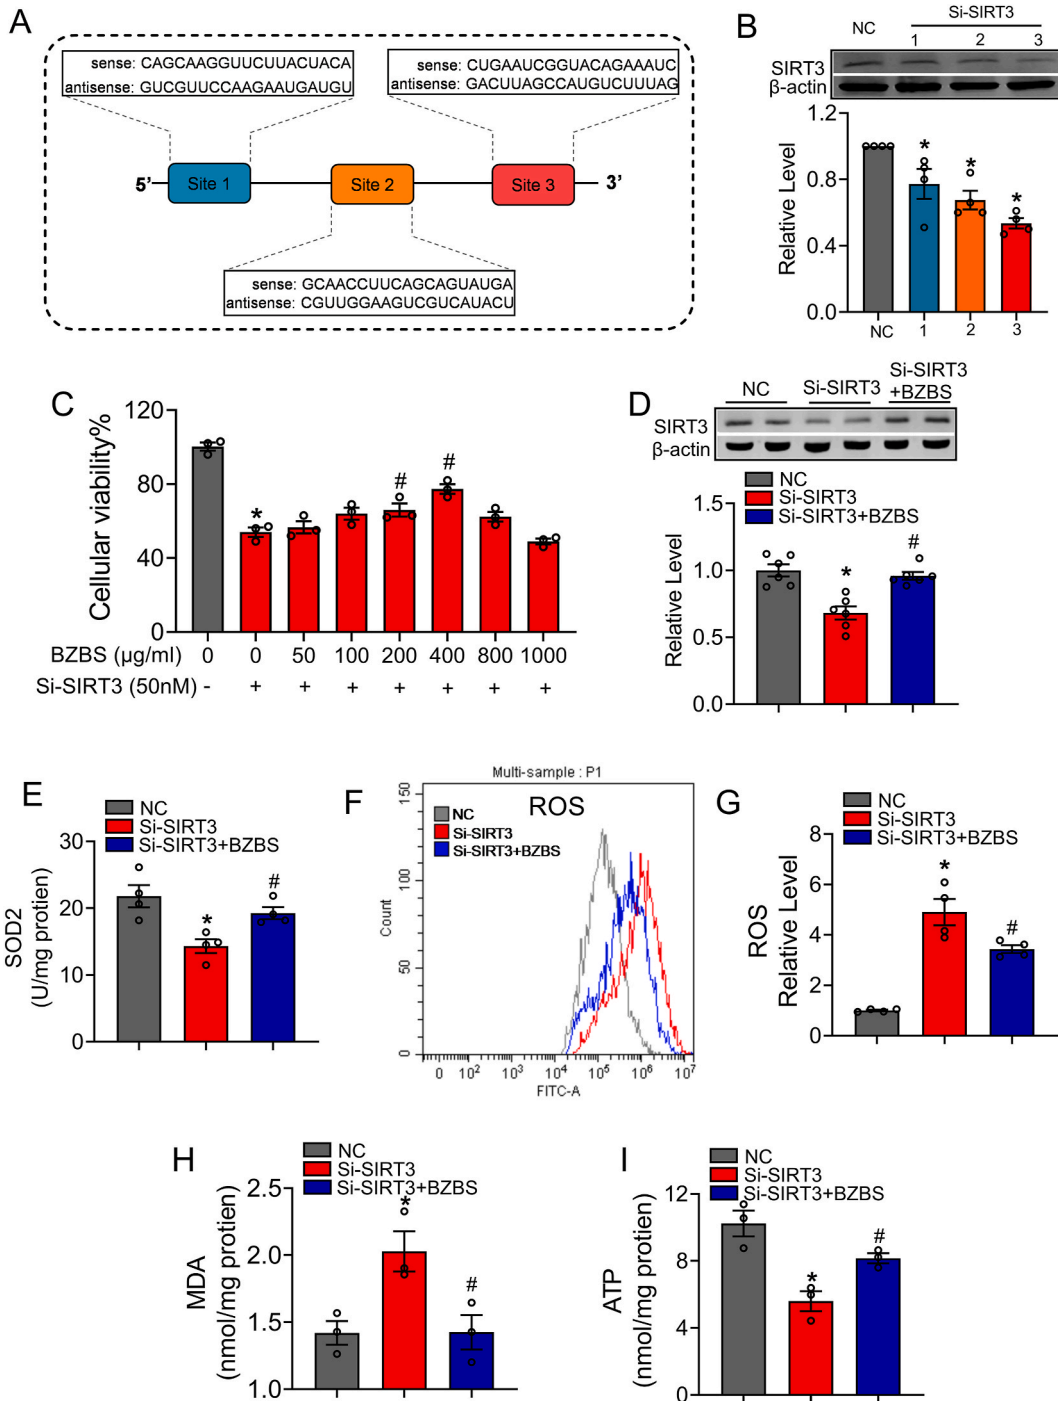 A
sense: CAGCAAGGUUCUUACUACA
antisense: GUCGUUCCAAGAAUGAUGU
sense: CUGAAUCGGUACAGAAAUC
antisense: GACUUAGCCAUGUCUUUAG
5’
Site 1
Site 2
Site 3
3’
sense: GCAACCUUCAGCAGUAUGA
antisense: CGUUGGAAGUCGUCAUACU
B
Si-SIRT3
NC 1 2 3
SIRT3
β-actin
Relative Level
1.2
0.8
0.4
0.0
* * *
NC 1 2 3
C
Cellular viability%
120
80
40
0
* # #
BZBS (μg/ml) 0 0 50 100 200 400 800 1000
Si-SIRT3 (50nM) - + + + + + + +
D
NC Si-SIRT3 Si-SIRT3
+BZBS
SIRT3
β-actin
NC
Si-SIRT3
Si-SIRT3+BZBS
Relative Level
1.5
1.0
0.5
0.0
* #
E
NC
Si-SIRT3
Si-SIRT3+BZBS
SOD2
(U/mg protien)
30
20
10
0
* #
F
Multi-sample : P1
ROS
NC
Si-SIRT3
Si-SIRT3+BZBS
Count
150
100
50
0
0 10² 10³ 10⁴ 10⁵ 10⁶ 10⁷
FITC-A
G
NC
Si-SIRT3
Si-SIRT3+BZBS
ROS
Relative Level
8
6
4
2
0
* #
H
NC
Si-SIRT3
Si-SIRT3+BZBS
MDA
(nmol/mg protien)
2.5
2.0
1.5
1.0
* #
I
NC
Si-SIRT3
Si-SIRT3+BZBS
ATP
(nmol/mg protien)
12
8
4
0
* #